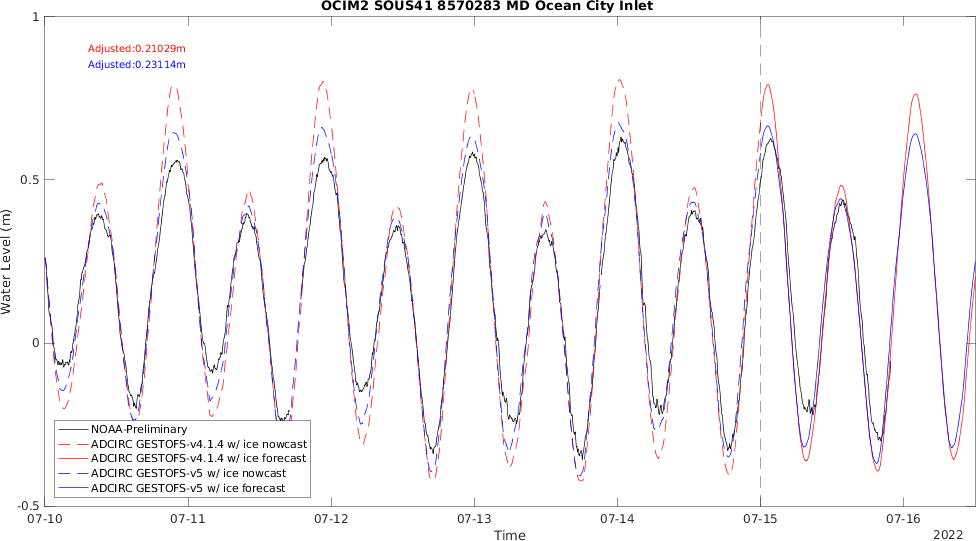 OCIM2 SOUS41 8570283 MD Ocean City Inlet
Adjusted:0.21029m
Adjusted:0.23114m
Water Level (m)
1
0.5
0
-0.5
NOAA-Preliminary
ADCIRC GESTOFS-v4.1.4 w/ ice nowcast
ADCIRC GESTOFS-v4.1.4 w/ ice forecast
ADCIRC GESTOFS-v5 w/ ice nowcast
ADCIRC GESTOFS-v5 w/ ice forecast
07-10 07-11 07-12 07-13 07-14 07-15 07-16
Time
2022